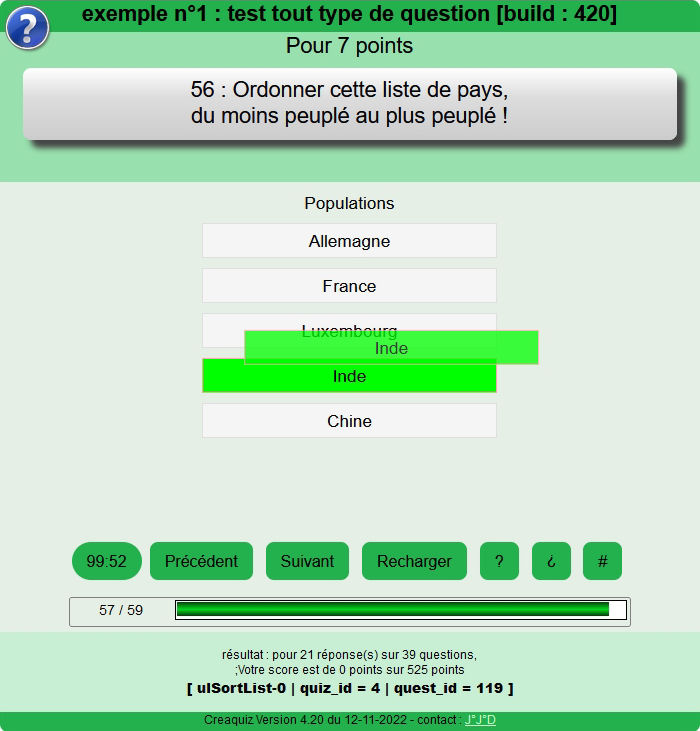 exemple n°1 : test tout type de question [build : 420]
?
Pour 7 points
56 : Ordonner cette liste de pays,
du moins peuplé au plus peuplé !
Populations
Allemagne
France
Luxembourg
Inde
Inde
Chine
99:52 Précédent Suivant Recharger ? ¿ #
57 / 59
résultat : pour 21 réponse(s) sur 39 questions,
;Votre score est de 0 points sur 525 points
[ ulSortList-0 | quiz_id = 4 | quest_id = 119 ]
Creaquiz Version 4.20 du 12-11-2022 - contact : J°J°D